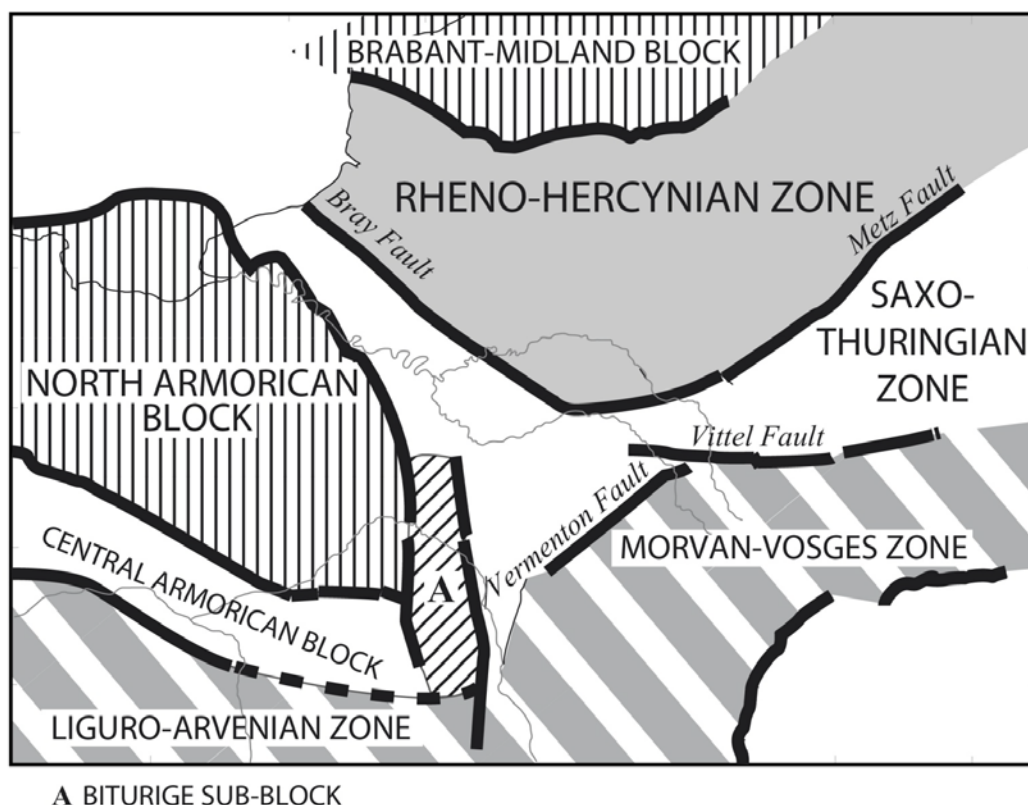 BRABANT-MIDLAND BLOCK
RHENO-HERCYNIAN ZONE
Bray Fault
Metz Fault
SAXO-
THURINGIAN
ZONE
NORTH ARMORICAN
BLOCK
Vittel Fault
Vermenton Fault
MORVAN-VOSGES ZONE
CENTRAL ARMORICAN BLOCK
A
LIGURO-ARVENIAN ZONE
A BITURIGE SUB-BLOCK